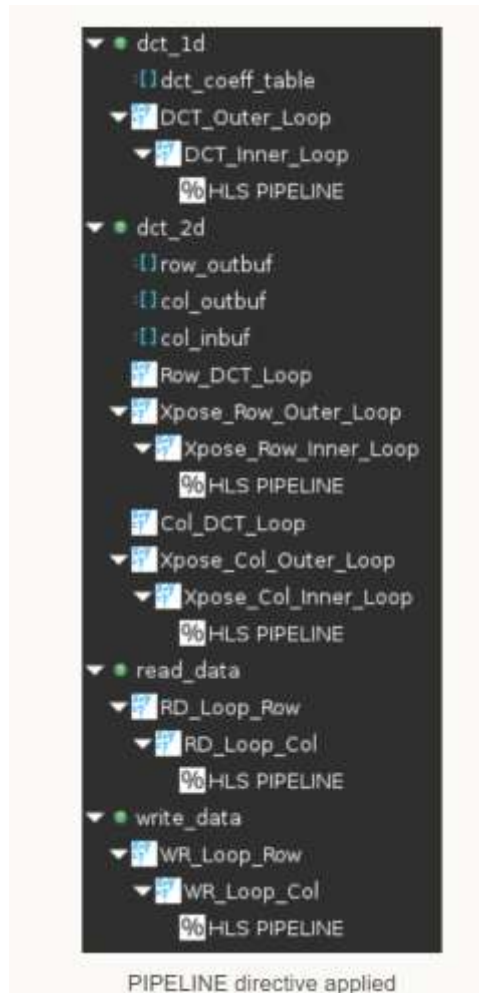 dct_1d
[] dct_coeff_table
DCT_Outer_Loop
DCT_Inner_Loop
% HLS PIPELINE
dct_2d
[] row_outbuf
[] col_outbuf
[] col_inbuf
Row_DCT_Loop
Xpose_Row_Outer_Loop
Xpose_Row_Inner_Loop
% HLS PIPELINE
Col_DCT_Loop
Xpose_Col_Outer_Loop
Xpose_Col_Inner_Loop
% HLS PIPELINE
read_data
RD_Loop_Row
RD_Loop_Col
% HLS PIPELINE
write_data
WR_Loop_Row
WR_Loop_Col
% HLS PIPELINE
PIPELINE directive applied